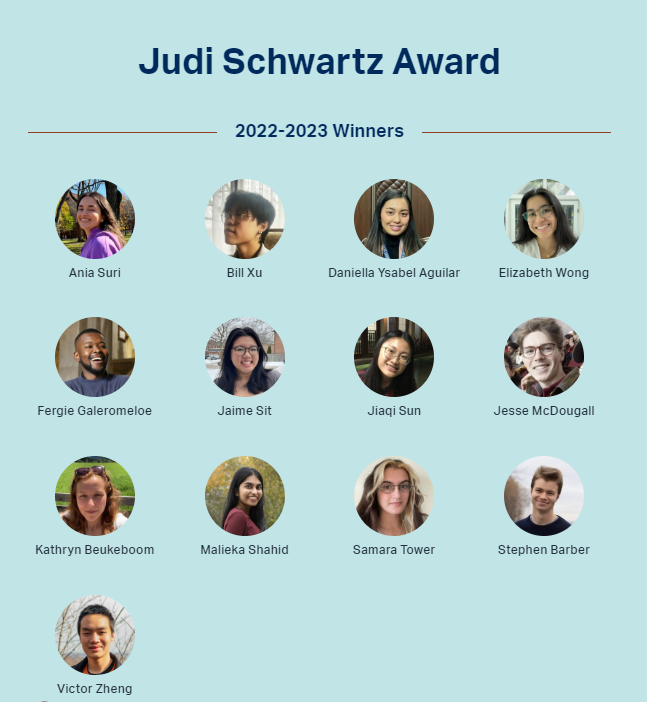 Judi Schwartz Award
2022-2023 Winners
Ania Suri
Bill Xu
Daniella Ysabel Aguilar
Elizabeth Wong
Fergie Galeromeloe
Jaime Sit
Jiaqi Sun
Jesse McDougall
Kathryn Beukeboom
Malieka Shahid
Samara Tower
Stephen Barber
Victor Zheng